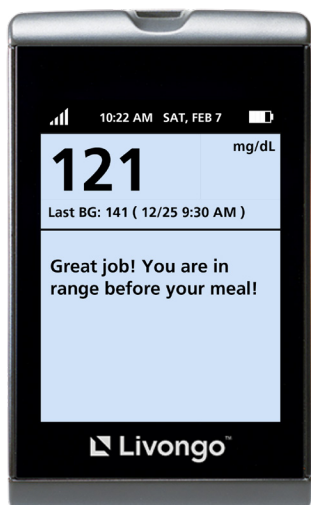 10:22 AM SAT, FEB 7
mg/dL
121
Last BG: 141 ( 12/25 9:30 AM )
Great job! You are in
range before your meal!
Livongo™